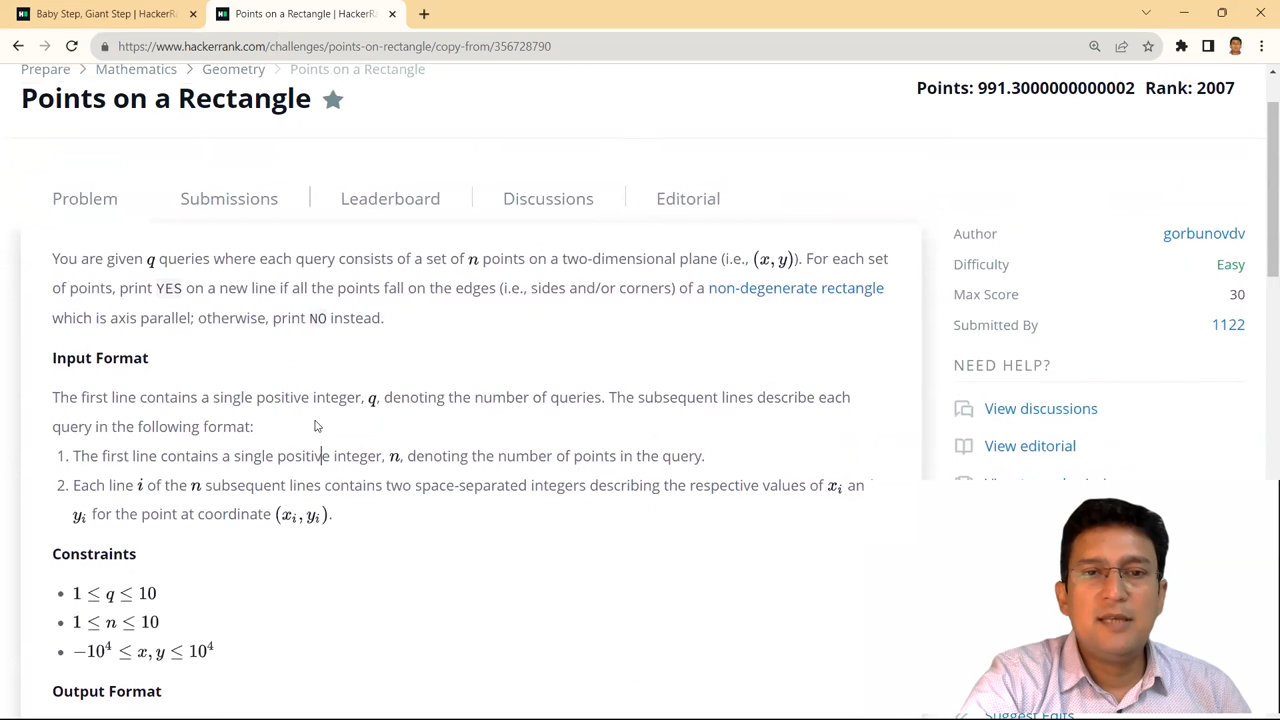 Baby Step, Giant Step | HackerR
Points on a Rectangle | HackerR
https://www.hackerrank.com/challenges/points-on-rectangle/copy-from/356728790
Prepare > Mathematics > Geometry > Points on a Rectangle
Points on a Rectangle
Points: 991.3000000000002 Rank: 2007
Problem Submissions Leaderboard Discussions Editorial
You are given q queries where each query consists of a set of n points on a two-dimensional plane (i.e., (x, y)). For each set
of points, print YES on a new line if all the points fall on the edges (i.e., sides and/or corners) of a non-degenerate rectangle
which is axis parallel; otherwise, print NO instead.
Input Format
The first line contains a single positive integer, q, denoting the number of queries. The subsequent lines describe each
query in the following format:
1. The first line contains a single positive integer, n, denoting the number of points in the query.
2. Each line i of the n subsequent lines contains two space-separated integers describing the respective values of xᵢ an
yᵢ for the point at coordinate (xᵢ, yᵢ).
Constraints
• 1 ≤ q ≤ 10
• 1 ≤ n ≤ 10
• −10⁴ ≤ x, y ≤ 10⁴
Output Format
Author gorbunovdv
Difficulty Easy
Max Score 30
Submitted By 1122
NEED HELP?
View discussions
View editorial
Suggest Edits